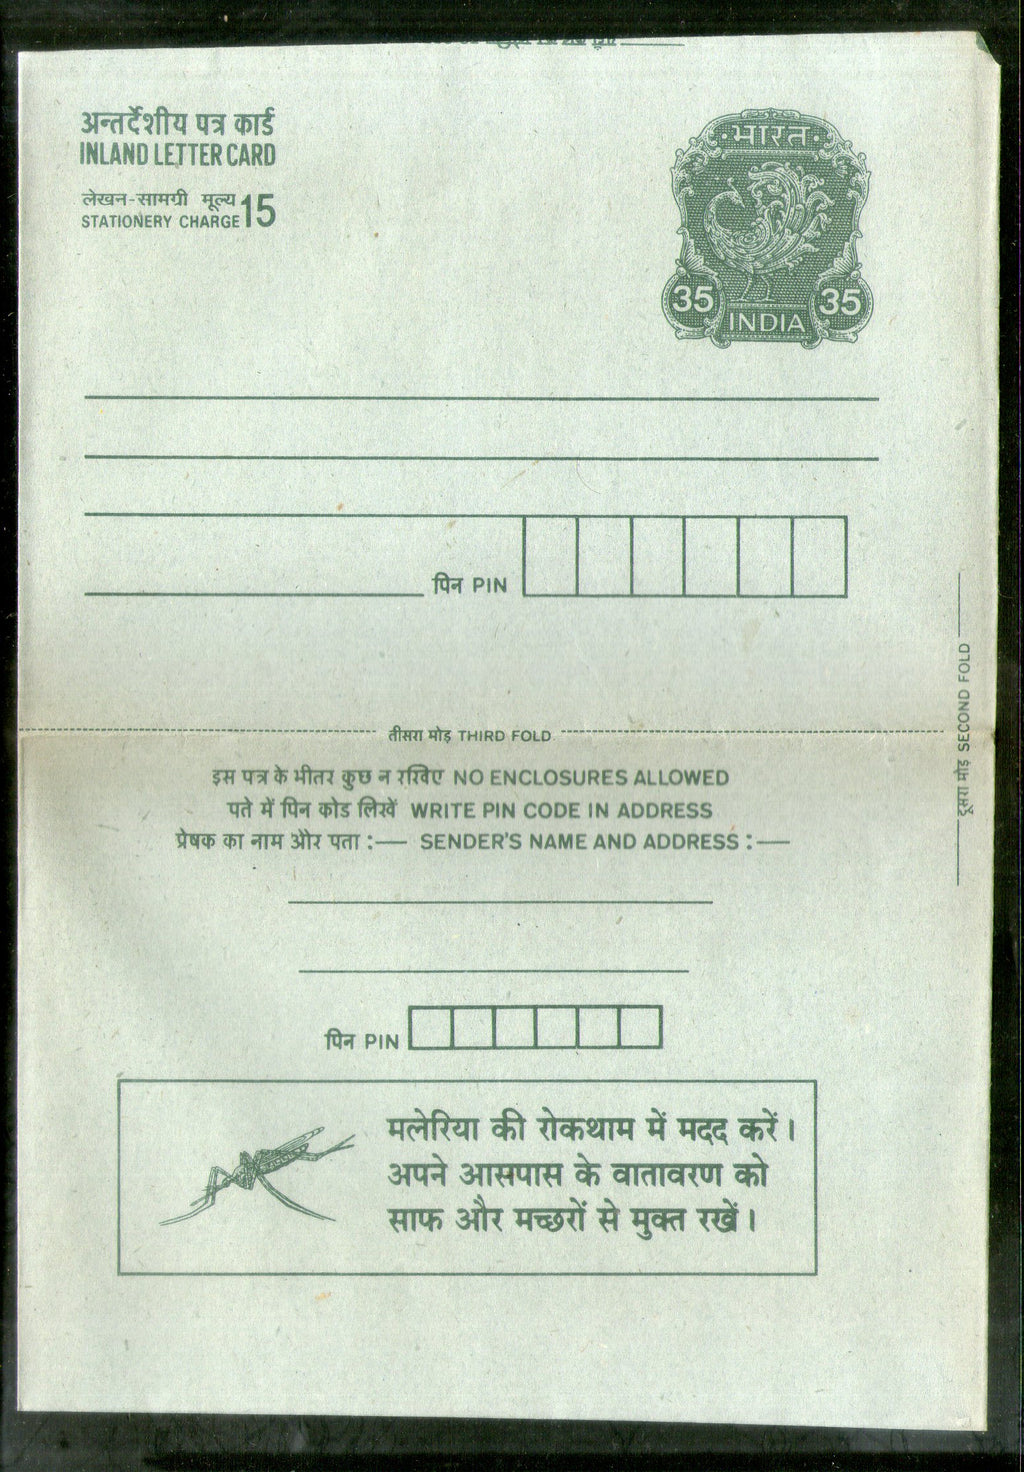 अन्तर्देशीय पत्र कार्ड
INLAND LETTER CARD
लेखन-सामग्री मूल्य
STATIONERY CHARGE 15
भारत
35 35
INDIA
पिन PIN
दूसरा मोड़ SECOND FOLD
तीसरा मोड़ THIRD FOLD
इस पत्र के भीतर कुछ न रखिए NO ENCLOSURES ALLOWED
पते में पिन कोड लिखें WRITE PIN CODE IN ADDRESS
प्रेषक का नाम और पता :— SENDER'S NAME AND ADDRESS :—
पिन PIN
मलेरिया की रोकथाम में मदद करें।
अपने आसपास के वातावरण को
साफ और मच्छरों से मुक्त रखें।